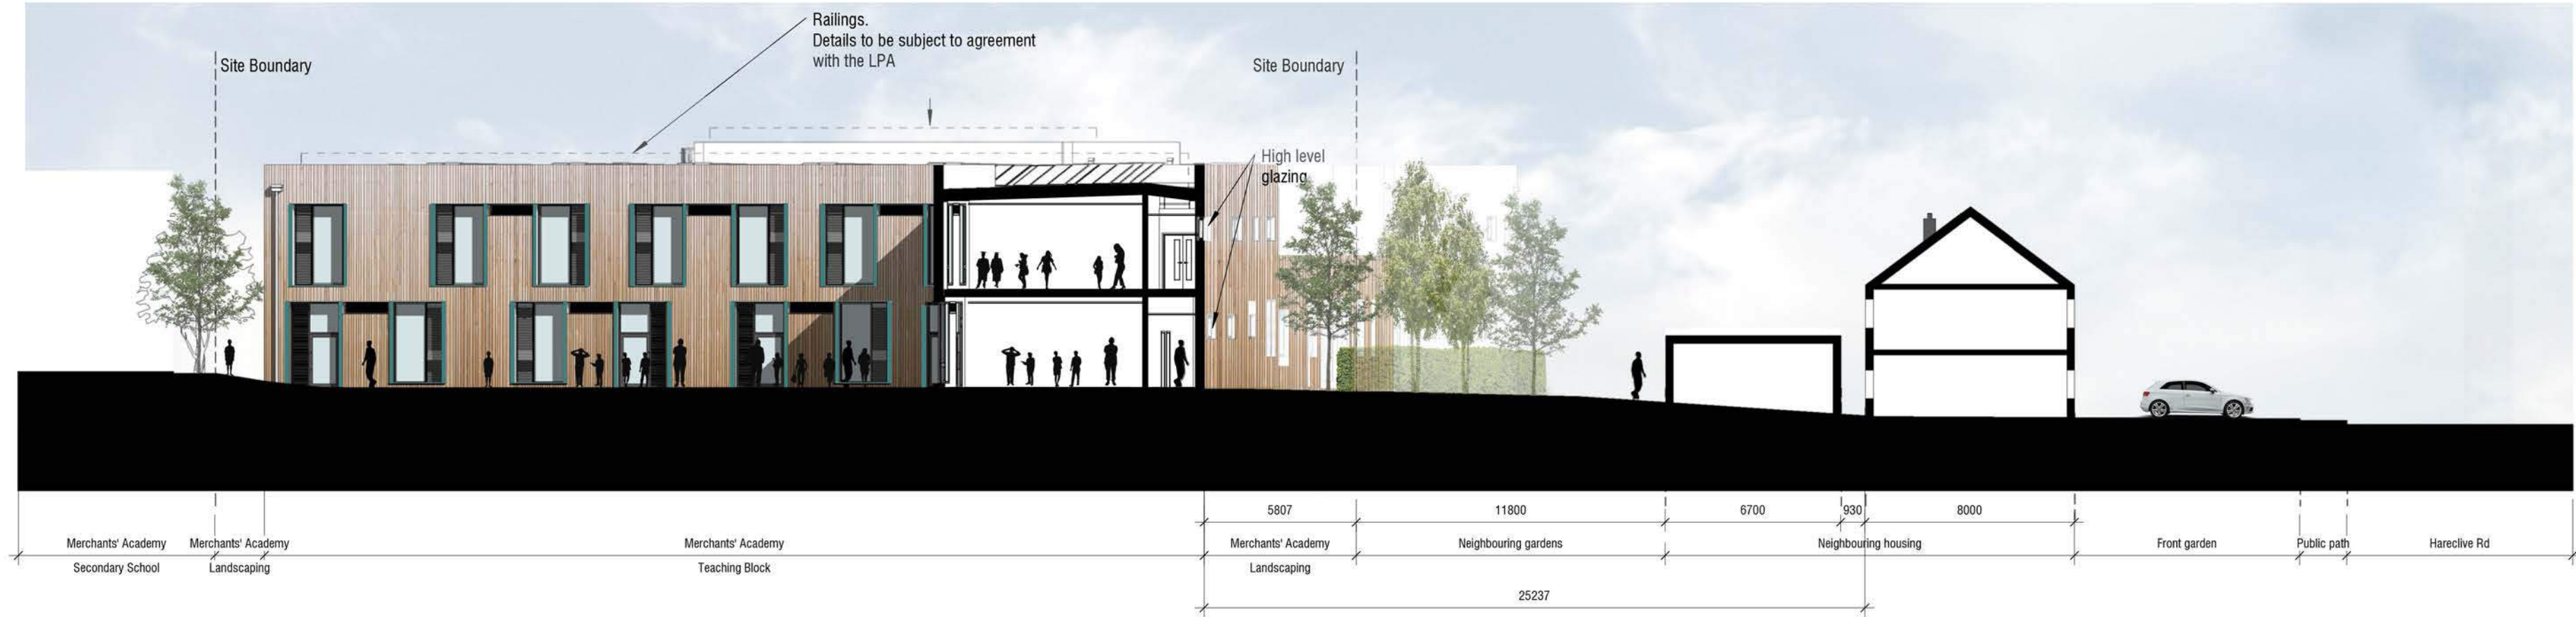 Railings.
Details to be subject to agreement
with the LPA
Site Boundary
Site Boundary
High level
glazing
5807
11800
6700
930
8000
Merchants' Academy
Secondary School
Merchants' Academy
Landscaping
Merchants' Academy
Teaching Block
Merchants' Academy
Landscaping
Neighbouring gardens
Neighbouring housing
Front garden
Public path
Hareclive Rd
25237